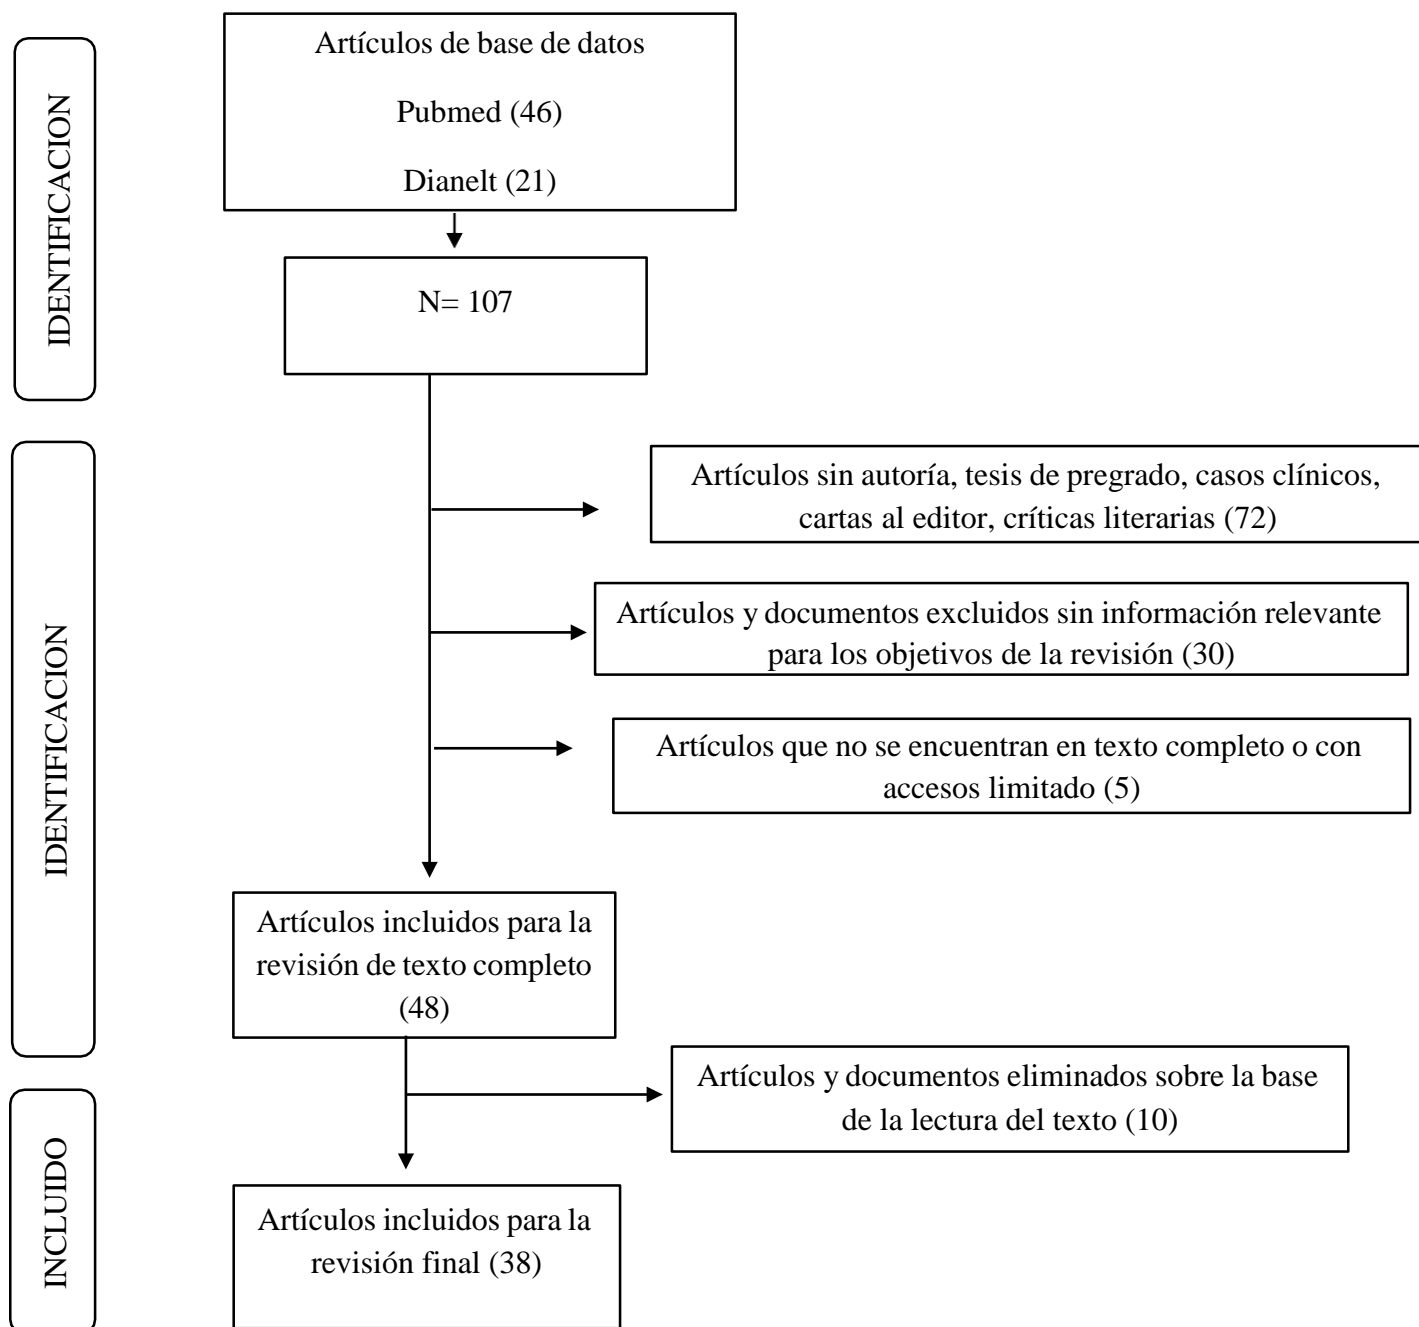 IDENTIFICACION
Artículos de base de datos
Pubmed (46)
Dianelt (21)
N= 107
IDENTIFICACION
Artículos sin autoría, tesis de pregrado, casos clínicos,
cartas al editor, críticas literarias (72)
Artículos y documentos excluidos sin información relevante
para los objetivos de la revisión (30)
Artículos que no se encuentran en texto completo o con
accesos limitado (5)
Artículos incluidos para la
revisión de texto completo
(48)
INCLUIDO
Artículos y documentos eliminados sobre la base
de la lectura del texto (10)
Artículos incluidos para la
revisión final (38)